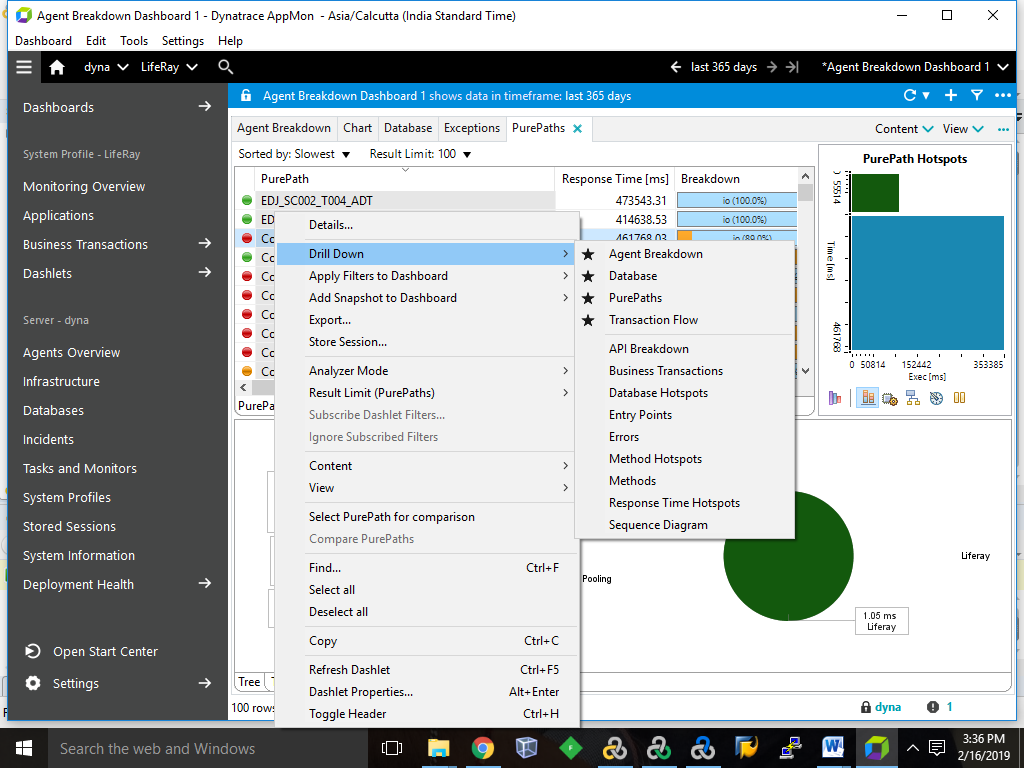 Agent Breakdown Dashboard 1 - Dynatrace AppMon - Asia/Calcutta (India Standard Time)
Dashboard Edit Tools Settings Help
dyna LifeRay last 365 days *Agent Breakdown Dashboard 1
Dashboards
System Profile - LifeRay
Monitoring Overview
Applications
Business Transactions
Dashlets
Server - dyna
Agents Overview
Infrastructure
Databases
Incidents
Tasks and Monitors
System Profiles
Stored Sessions
System Information
Deployment Health
Open Start Center
Settings
Agent Breakdown Dashboard 1 shows data in timeframe: last 365 days
Agent Breakdown Chart Database Exceptions PurePaths Content View
Sorted by: Slowest Result Limit: 100
PurePath Response Time [ms] Breakdown
EDJ_SC002_T004_ADT 473543.31 io (100.0%)
414638.53 io (100.0%)
461768.03 io (89.0%)
Details...
Drill Down
Apply Filters to Dashboard
Add Snapshot to Dashboard
Export...
Store Session...
Analyzer Mode
Result Limit (PurePaths)
Subscribe Dashlet Filters...
Ignore Subscribed Filters
Content
View
Select PurePath for comparison
Compare PurePaths
Find... Ctrl+F
Select all
Deselect all
Copy Ctrl+C
Refresh Dashlet Ctrl+F5
Dashlet Properties... Alt+Enter
Toggle Header Ctrl+H
Agent Breakdown
Database
PurePaths
Transaction Flow
API Breakdown
Business Transactions
Database Hotspots
Entry Points
Errors
Method Hotspots
Methods
Response Time Hotspots
Sequence Diagram
PurePath Hotspots
0 55514
Time [ms]
461768
0 50814 152442 353385
Exec [ms]
Pooling
Liferay
1.05 ms
Liferay
Tree
100 rows
dyna 1
Search the web and Windows
3:36 PM
2/16/2019